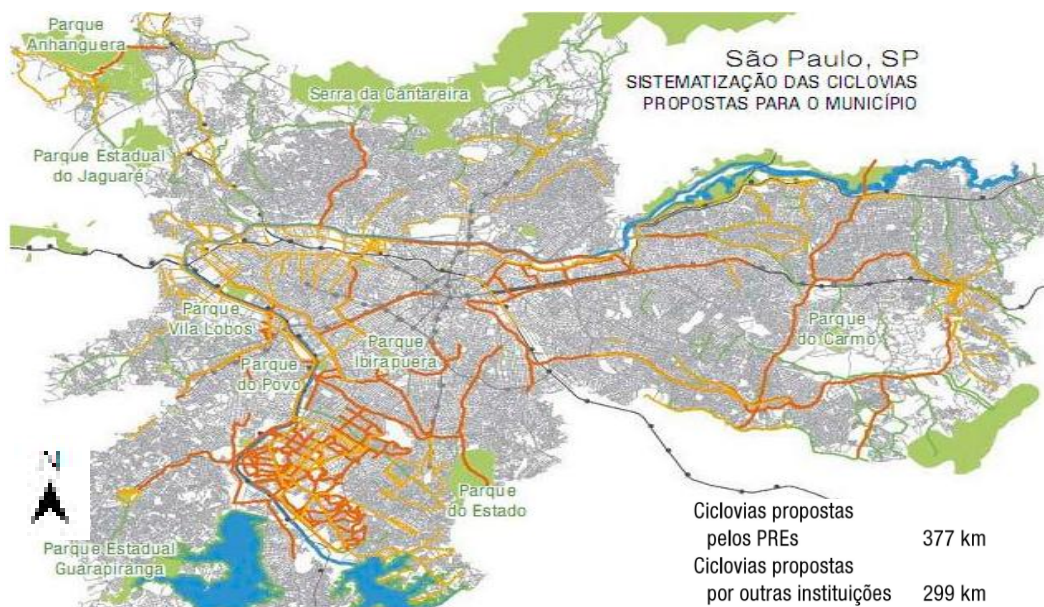 Parque
Anhanguera
São Paulo, SP
SISTEMATIZAÇÃO DAS CICLOVIAS
PROPOSTAS PARA O MUNICÍPIO
Serra da Cantareira
Parque Estadual
do Jaguaré
Parque
Vila Lobos
Parque
Ibirapuera
Parque
do Carmo
Parque
do Povo
N
Parque
do Estado
Parque Estadual
Guarapiranga
Ciclovias propostas
pelos PREs 377 km
Ciclovias propostas
por outras instituições 299 km